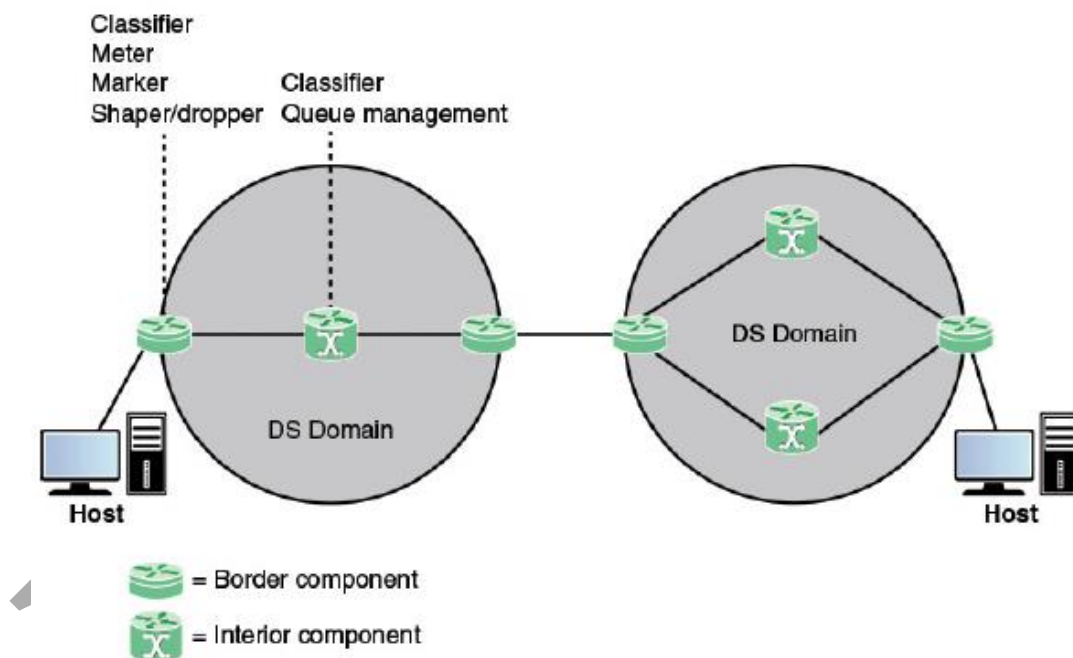 Classifier
Meter
Marker
Shaper/dropper
Classifier
Queue management
DS Domain
DS Domain
Host
Host
= Border component
= Interior component